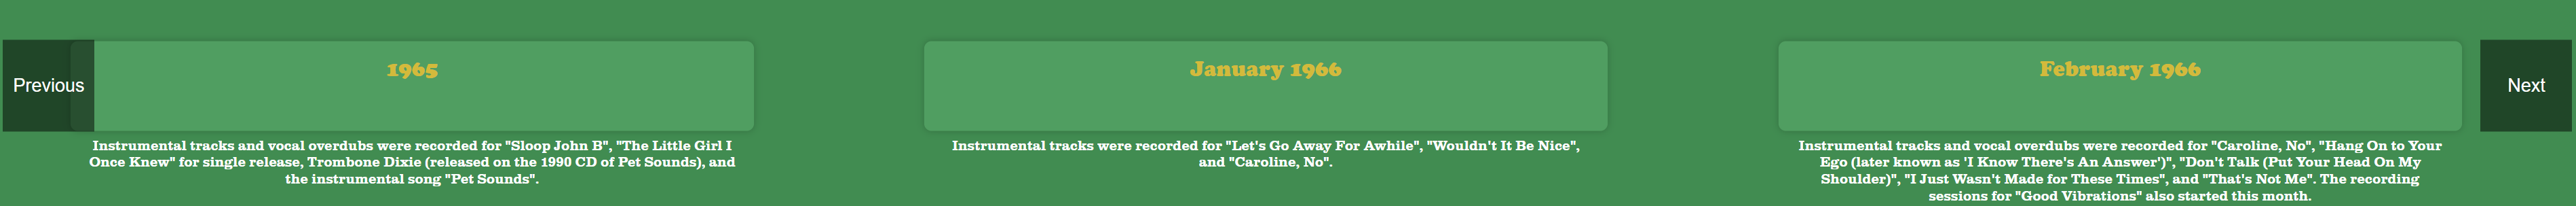 Previous
1965
Instrumental tracks and vocal overdubs were recorded for "Sloop John B", "The Little Girl I
Once Knew" for single release, Trombone Dixie (released on the 1990 CD of Pet Sounds), and
the instrumental song "Pet Sounds".
January 1966
Instrumental tracks were recorded for "Let's Go Away For Awhile", "Wouldn't It Be Nice",
and "Caroline, No".
February 1966
Instrumental tracks and vocal overdubs were recorded for "Caroline, No", "Hang On to Your
Ego (later known as 'I Know There's An Answer')", "Don't Talk (Put Your Head On My
Shoulder)", "I Just Wasn't Made for These Times", and "That's Not Me". The recording
sessions for "Good Vibrations" also started this month.
Next